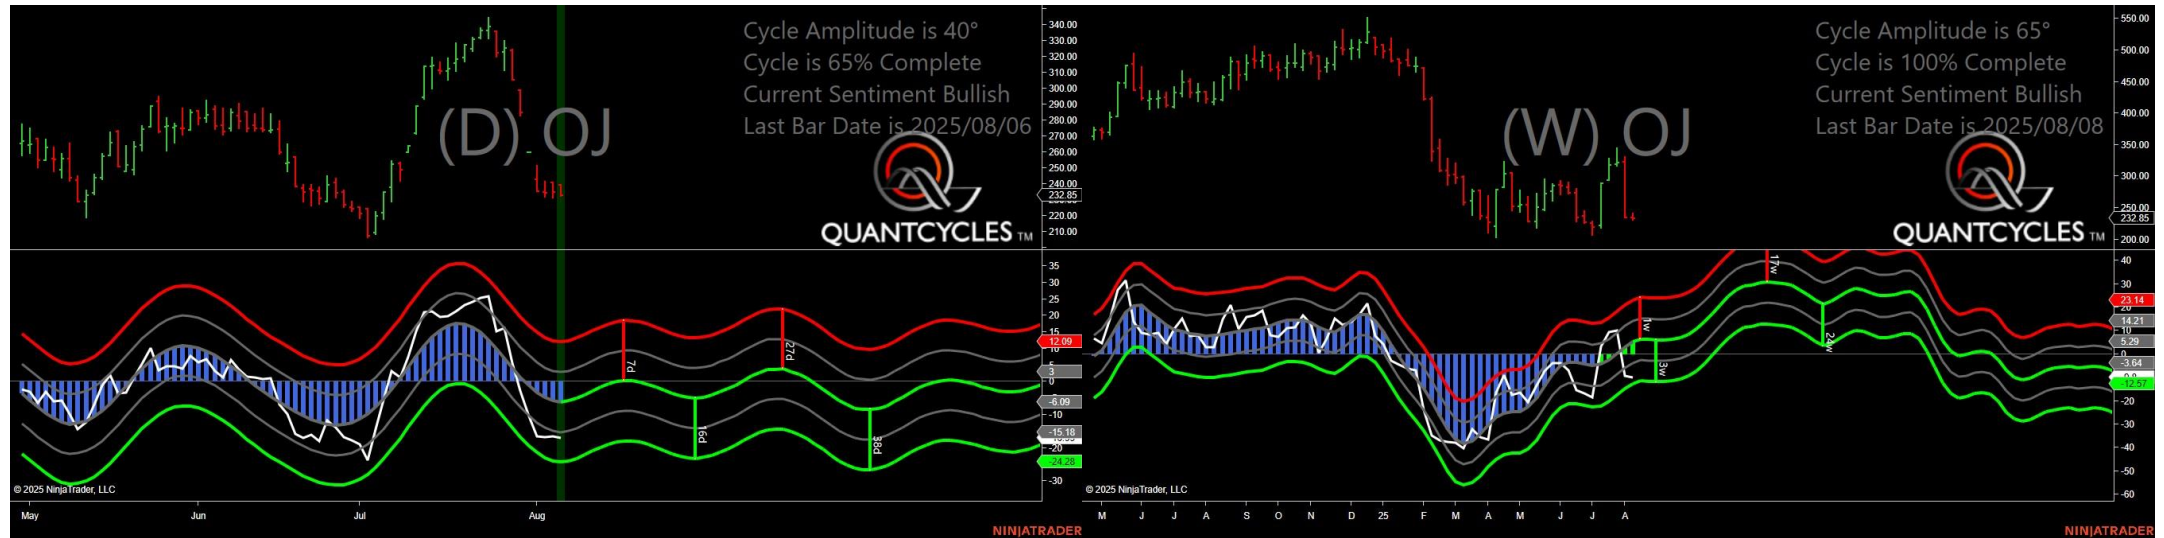 Cycle Amplitude is 40°
Cycle is 65% Complete
Current Sentiment Bullish
Last Bar Date is 2025/08/06
(D) OJ
QUANTCYCLES TM
340.00
330.00
320.00
310.00
300.00
290.00
280.00
270.00
260.00
250.00
240.00
232.85
220.00
210.00
35
30
25
20
15
12.09
3
0
-6.09
-10
-15.18
-20
-24.28
-30
7d
16d
27d
38d
© 2025 NinjaTrader, LLC
May
Jun
Jul
Aug
NINJATRADER
Cycle Amplitude is 65°
Cycle is 100% Complete
Current Sentiment Bullish
Last Bar Date is 2025/08/08
(W) OJ
QUANTCYCLES TM
550.00
500.00
450.00
400.00
350.00
300.00
250.00
232.85
200.00
40
30
23.14
14.21
10
5.29
0
-3.64
-12.57
-20
-30
-40
-50
-60
1w
3w
17w
24w
© 2025 NinjaTrader, LLC
M J J A S O N D 25 F M A M J J A
NINJATRADER